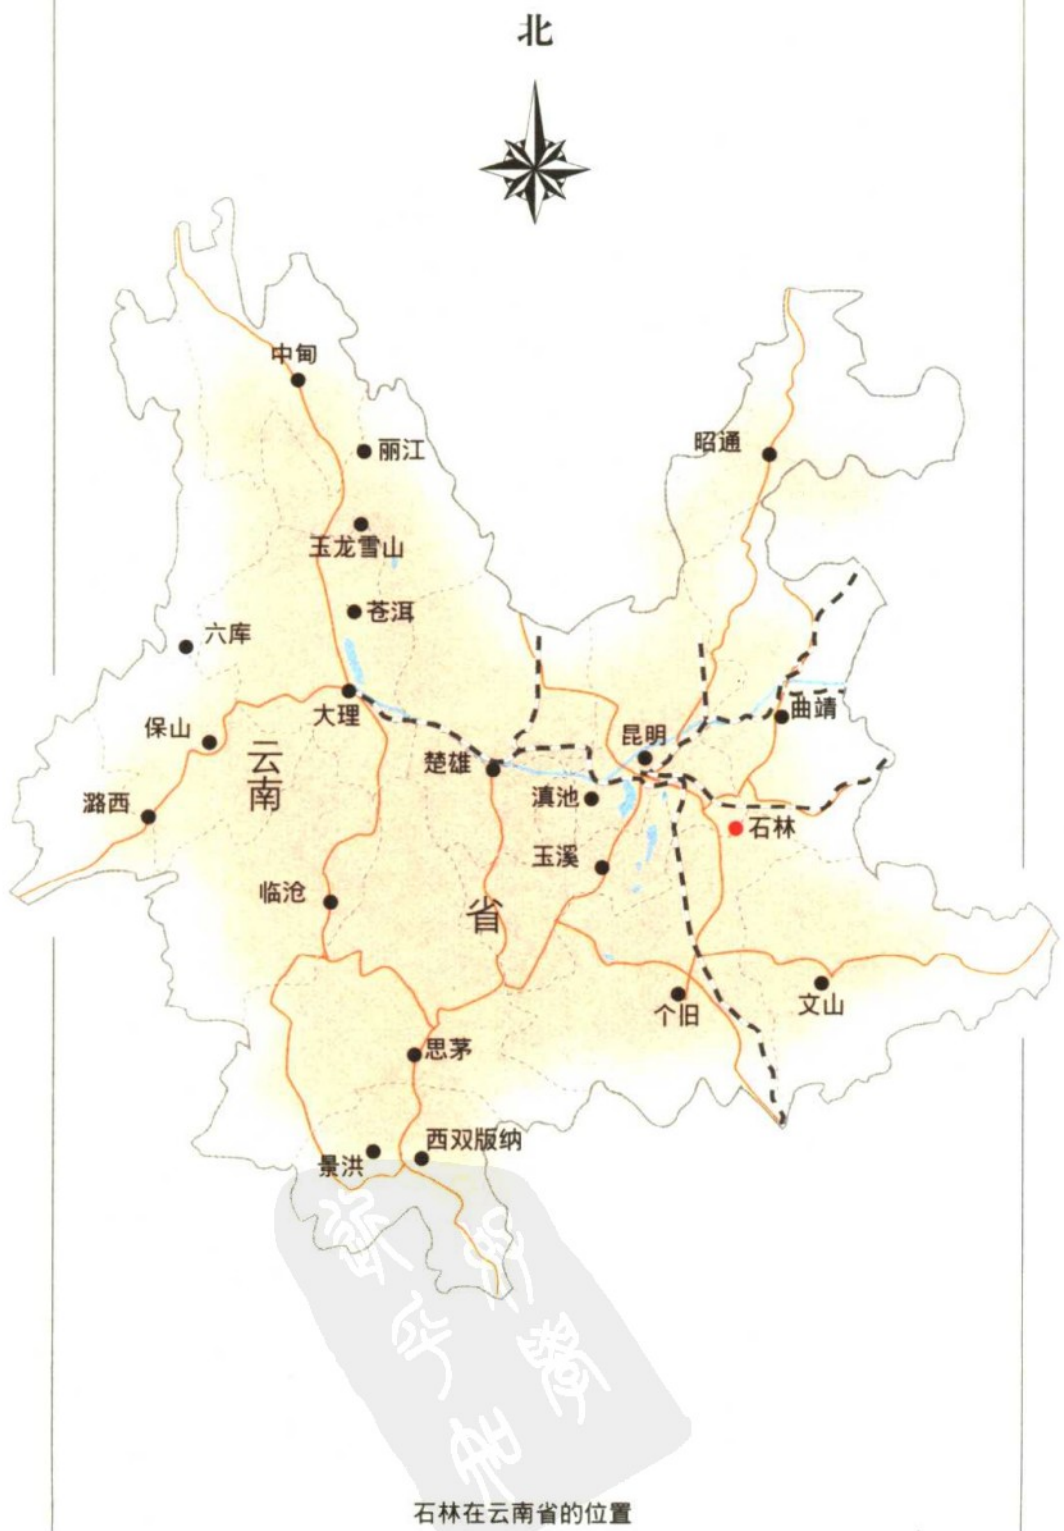 北
中甸
丽江
昭通
玉龙雪山
苍洱
六库
大理
曲靖
保山
昆明
云
南
楚雄
潞西
滇池
石林
玉溪
临沧
省
个旧
文山
思茅
西双版纳
景洪
石林在云南省的位置